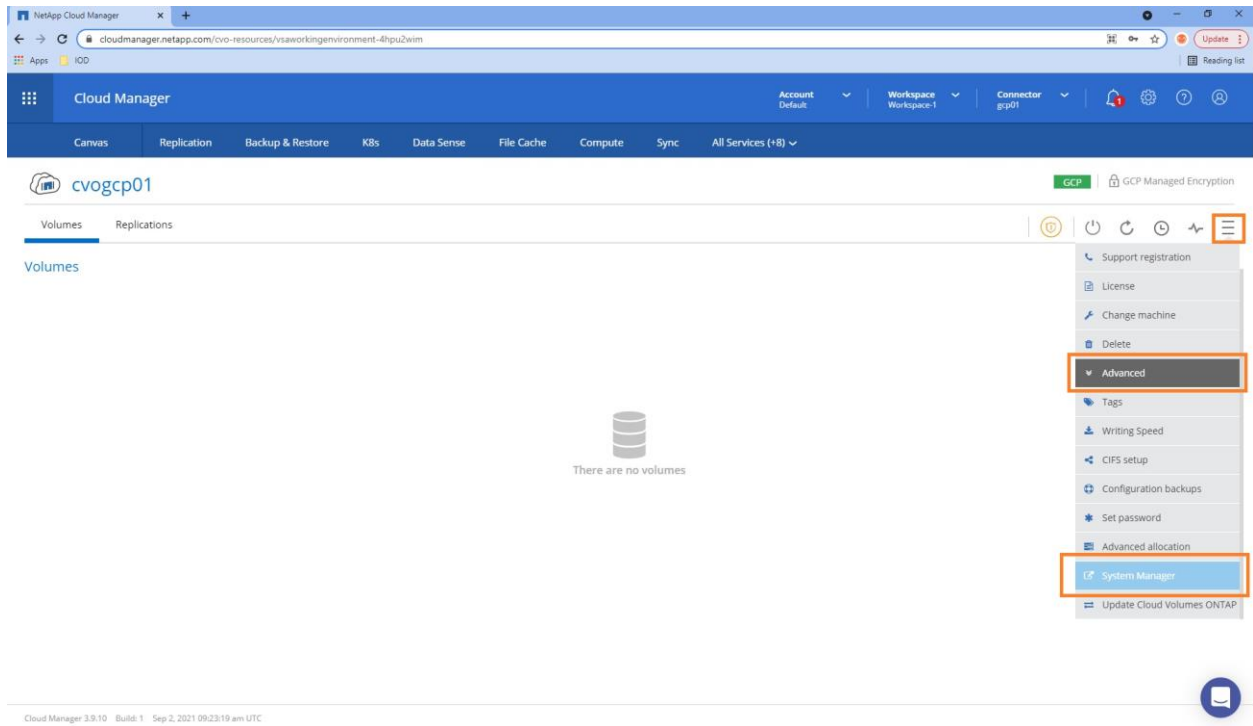 NetApp Cloud Manager
cloudmanager.netapp.com/cvo-resources/vsaworkingenvironment-4hpu2wim
Update
Apps IOD
Reading list
Cloud Manager
Account
Default
Workspace
Workspace-1
Connector
gcp01
1
Canvas Replication Backup & Restore K8s Data Sense File Cache Compute Sync All Services (+8)
cvogcp01
GCP
GCP Managed Encryption
Volumes Replications
Volumes
Support registration
License
Change machine
Delete
Advanced
Tags
Writing Speed
CIFS setup
Configuration backups
Set password
Advanced allocation
System Manager
Update Cloud Volumes ONTAP
There are no volumes
Cloud Manager 3.9.10 Build: 1 Sep 2, 2021 09:23:19 am UTC